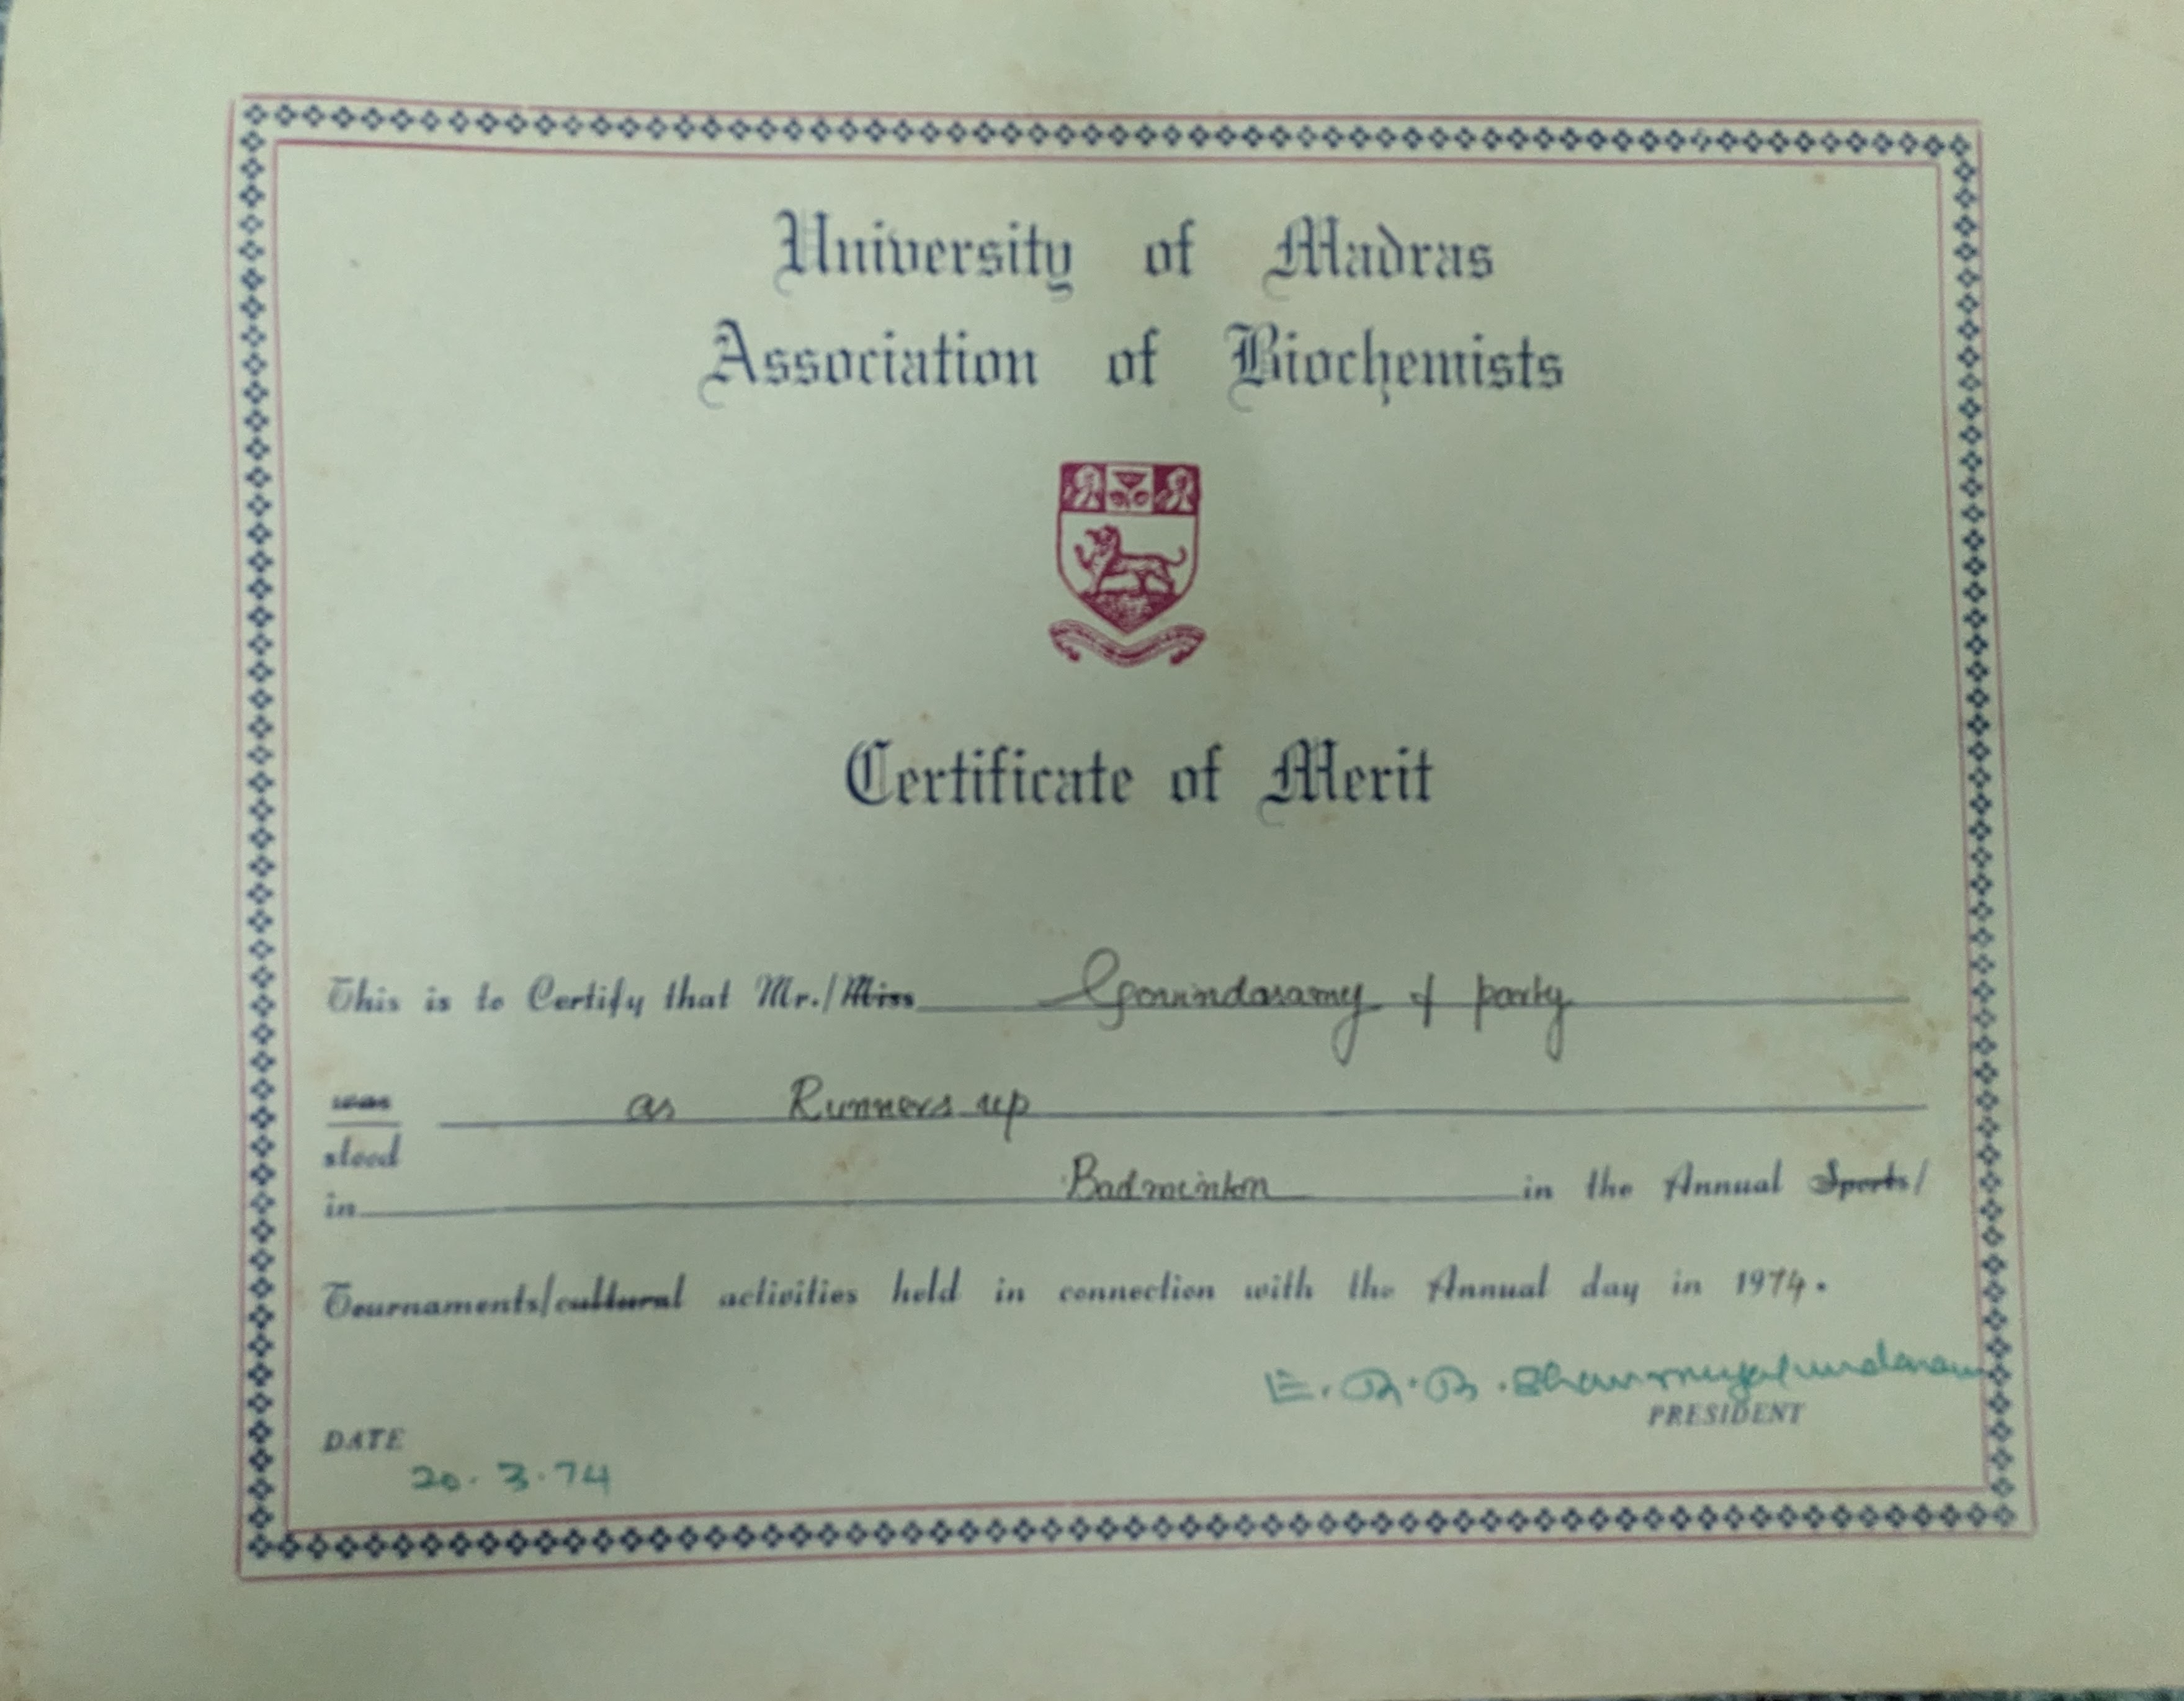 University of Madras
Association of Biochemists
Certificate of Merit
This is to Certify that Mr./Miss Govindasamy & party
was as Runners up
stood
in Badminton in the Annual Sports/
Tournaments/cultural activities held in connection with the Annual day in 1974.
E. R. B. Shanmugasundaram
PRESIDENT
DATE
20.3.74